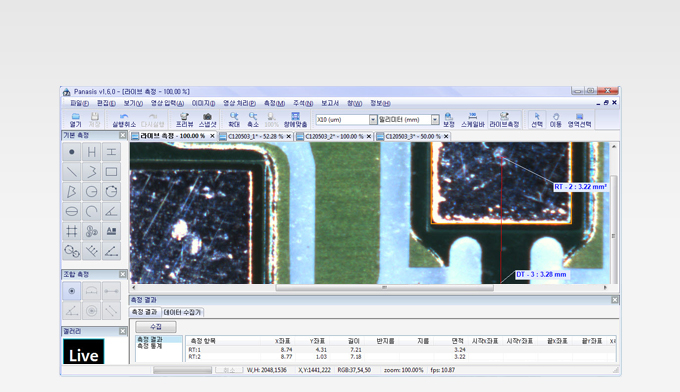 Panasis v1.6.0 - [라이브 측정 - 100.00 %]
파일(F) 편집(E) 보기(V) 영상 입력(A) 이미지(I) 영상 처리(P) 측정(M) 주석(N) 보고서 창(W) 정보(H)
X10 (um) 밀리미터 (mm)
열기 저장 실행취소 다시실행 프리뷰 스냅샷 확대 축소 100% 창에맞춤 보정 스케일바 라이브측정 선택 이동 영역선택
기본 측정
라이브 측정 - 100.00 % C120503_1* - 52.28 % C120503_2* - 100.00 % C120503_3* - 50.00 %
RT - 2 : 3.22 mm²
DT - 3 : 3.28 mm
조합 측정
갤러리
Live
측정 결과
측정 결과 데이터 수집기
수집
측정 결과
측정 통계
측정 항목 X좌표 Y좌표 길이 반지름 지름 면적 시작X좌표 시작Y좌표 끝X좌표 끝Y좌표
RT:1 8.74 4.31 7.21 3.24
RT:2 8.77 1.03 7.18 3.22
취소 W,H: 2048,1536 X,Y:1441,222 RGB:37,54,50 zoom: 100.00% fps: 10.87